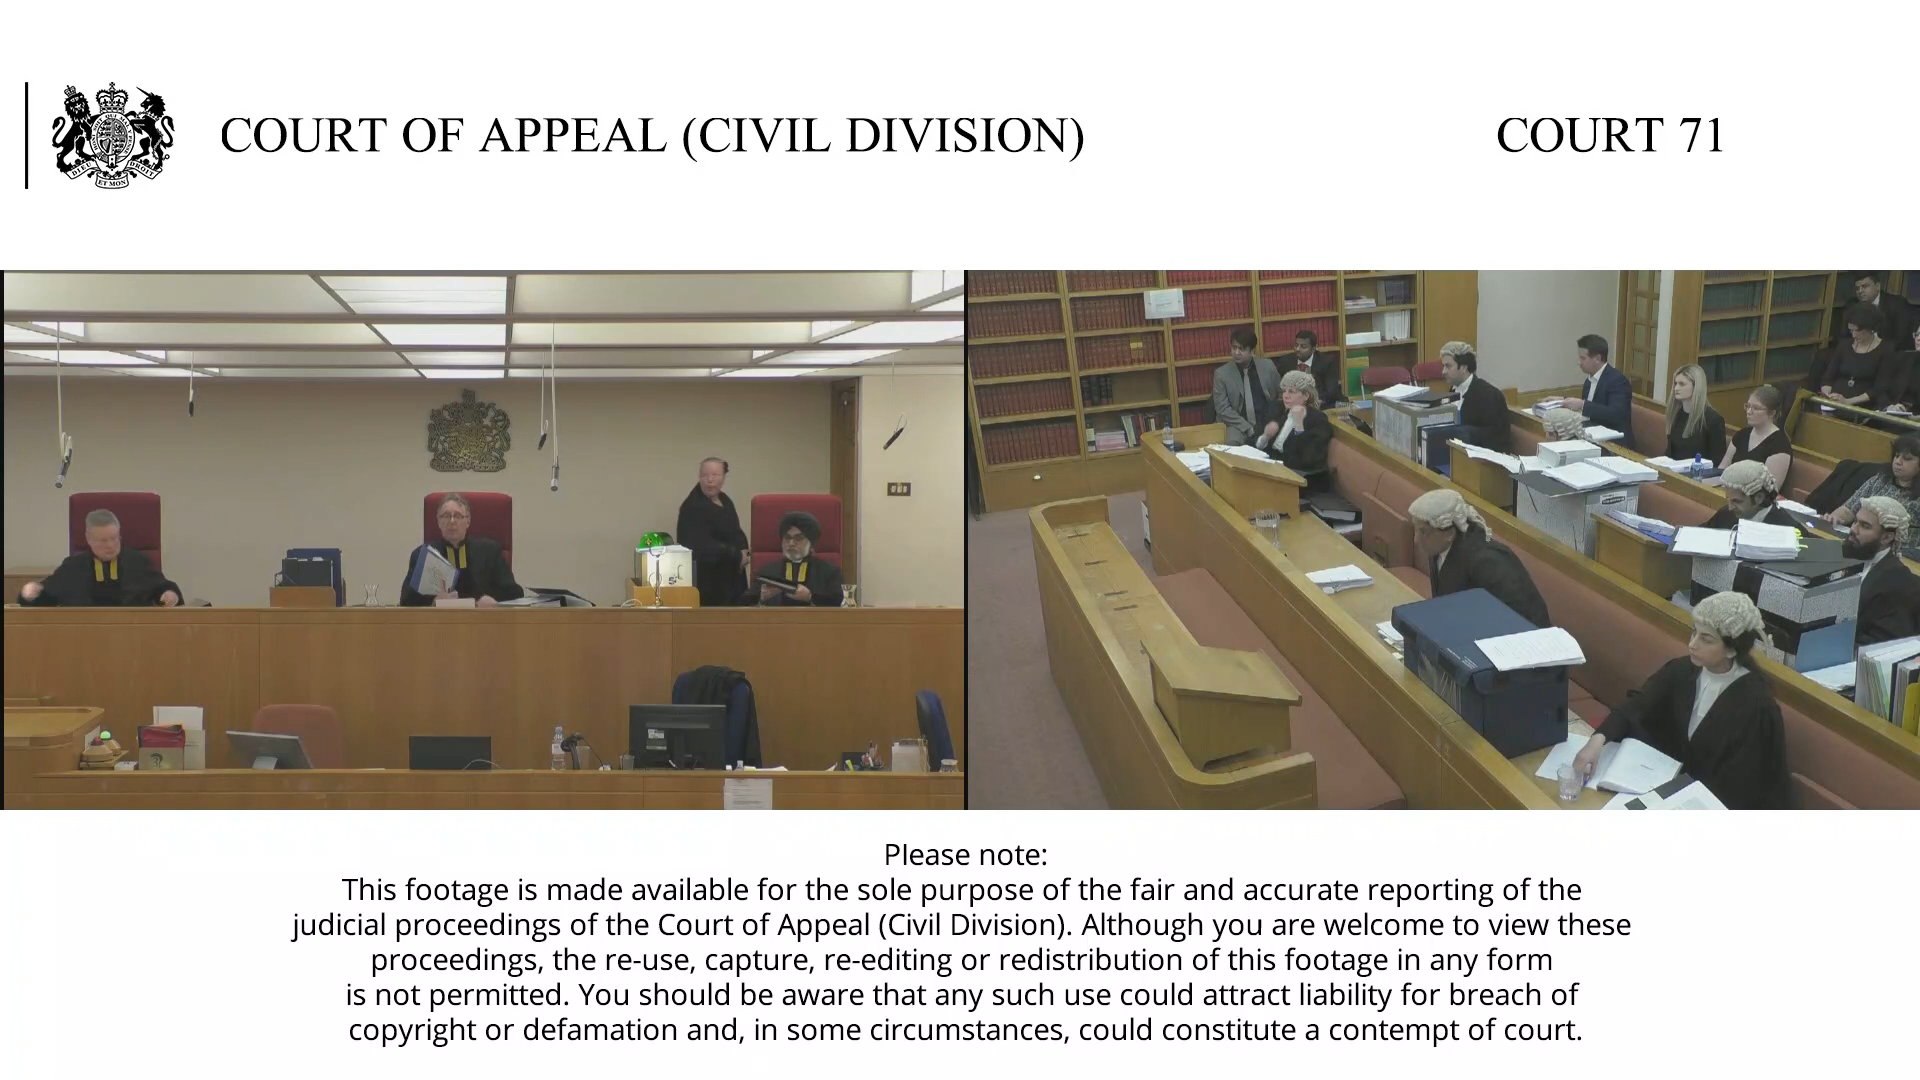 COURT OF APPEAL (CIVIL DIVISION)
COURT 71
DIEU
DROIT
ET MON
Please note:
This footage is made available for the sole purpose of the fair and accurate reporting of the
judicial proceedings of the Court of Appeal (Civil Division). Although you are welcome to view these
proceedings, the re-use, capture, re-editing or redistribution of this footage in any form
is not permitted. You should be aware that any such use could attract liability for breach of
copyright or defamation and, in some circumstances, could constitute a contempt of court.